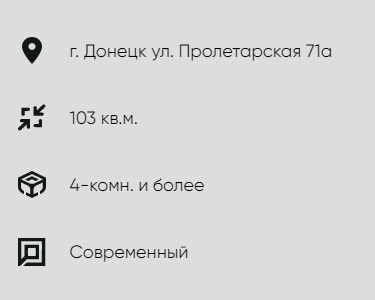 г. Донецк ул. Пролетарская 71а
103 кв.м.
4-комн. и более
Современный